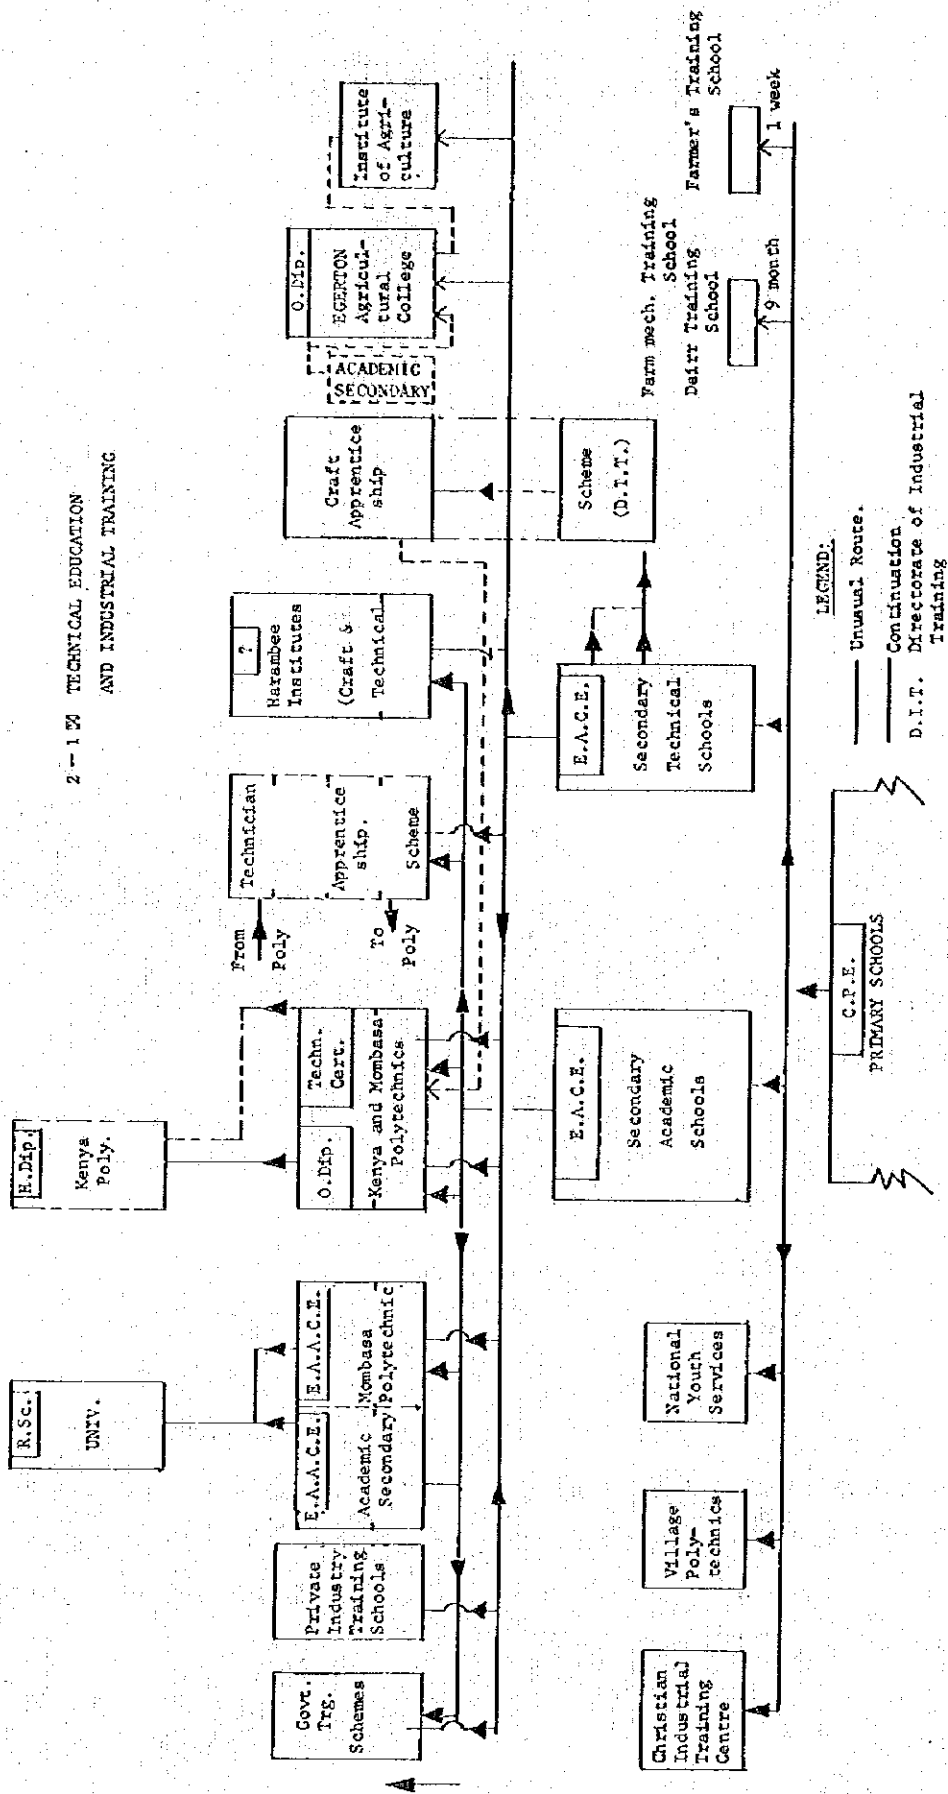 2 - 1 図 TECHNICAL EDUCATION
AND INDUSTRIAL TRAINING
R.Sc.
UNIV.
H.Dip.
Kenya
Poly.
Govt.
Trg.
Schemes
Private
Industry
Training
Schools
E.A.A.C.E.
Academic
Secondary
E.A.A.C.E.
Mombasa
Polytechnic
O.Dip.
Techn.
Cert.
Kenya and Mombasa
Polytechnics
From
Poly
To
Poly
Technician
Apprentice
ship.
Scheme
?
Harambee
Institutes
(Craft &
Technical
Craft
Apprentice
ship
ACADEMIC
SECONDARY
O.Dip.
EGERTON
Agricul-
tural
College
Institute
of Agri-
culture
E.A.C.E.
Secondary
Academic
Schools
E.A.C.E.
Secondary
Technical
Schools
Scheme
(D.I.T.)
Christian
Industrial
Training
Centre
Village
Poly-
technics
National
Youth
Services
Farm mech. Training
School
Deirr Training
School
9 month
Farmer's Training
School
1 week
C.P.E.
PRIMARY SCHOOLS
LEGEND:
Unusual Route.
Continuation
D.I.T. Directorate of Industrial
Training